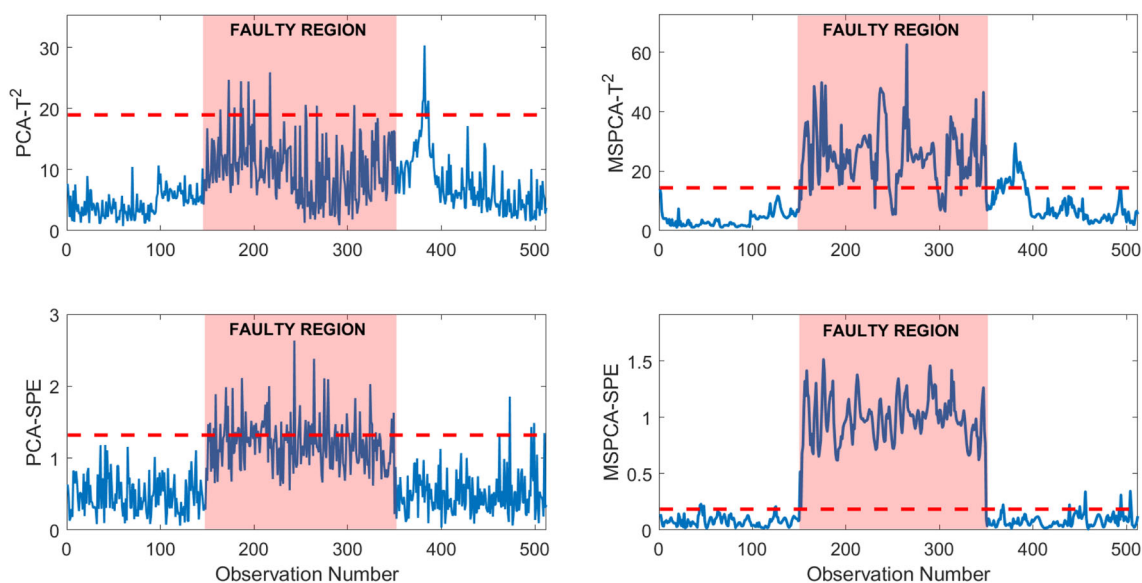 FAULTY REGION
PCA-T²
30
20
10
0
0 100 200 300 400 500
FAULTY REGION
MSPCA-T²
60
40
20
0
0 100 200 300 400 500
FAULTY REGION
PCA-SPE
3
2
1
0
0 100 200 300 400 500
Observation Number
FAULTY REGION
MSPCA-SPE
1.5
1
0.5
0
0 100 200 300 400 500
Observation Number